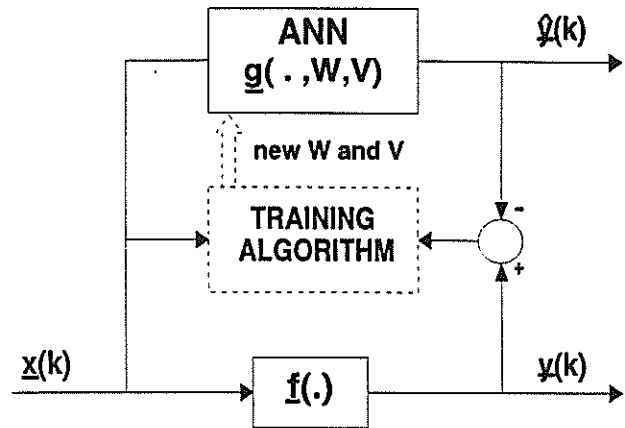 ANN
g( . ,W,V)
ŷ(k)
new W and V
TRAINING
ALGORITHM
-
+
x(k)
f(.)
y(k)